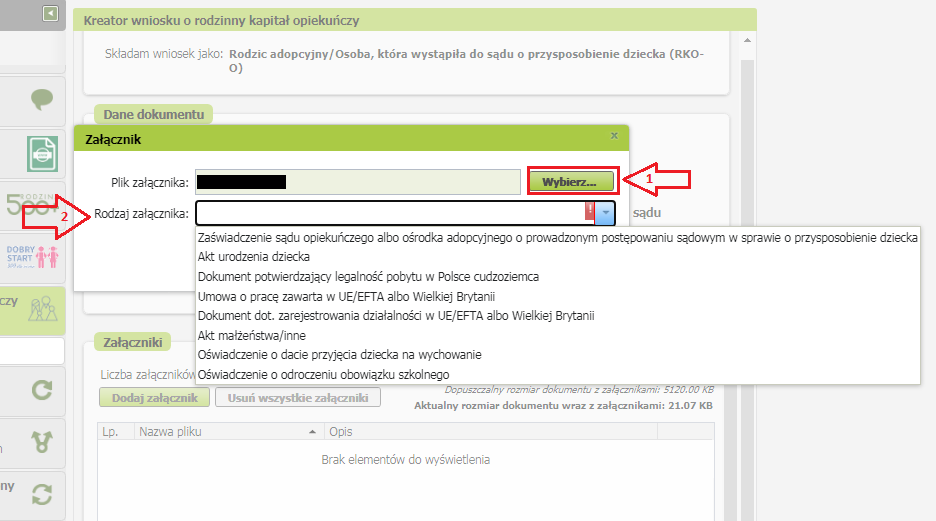 Kreator wniosku o rodzinny kapitał opiekuńczy
Składam wniosek jako: Rodzic adopcyjny/Osoba, która wystąpiła do sądu o przysposobienie dziecka (RKO-
O)
Dane dokumentu
Załącznik
Plik załącznika:
Wybierz...
1
2
Rodzaj załącznika:
sądu
Zaświadczenie sądu opiekuńczego albo ośrodka adopcyjnego o prowadzonym postępowaniu sądowym w sprawie o przysposobienie dziecka
Akt urodzenia dziecka
Dokument potwierdzający legalność pobytu w Polsce cudzoziemca
Umowa o pracę zawarta w UE/EFTA albo Wielkiej Brytanii
Dokument dot. zarejestrowania działalności w UE/EFTA albo Wielkiej Brytanii
Akt małżeństwa/inne
Oświadczenie o dacie przyjęcia dziecka na wychowanie
Oświadczenie o odroczeniu obowiązku szkolnego
RODZINA
500+
DOBRY
START
czy
ny
Załączniki
Liczba załączników
Dopuszczalny rozmiar dokumentu z załącznikami: 5120.00 KB
Dodaj załącznik
Usuń wszystkie załączniki
Aktualny rozmiar dokumentu wraz z załącznikami: 21.07 KB
Lp.
Nazwa pliku
Opis
Brak elementów do wyświetlenia